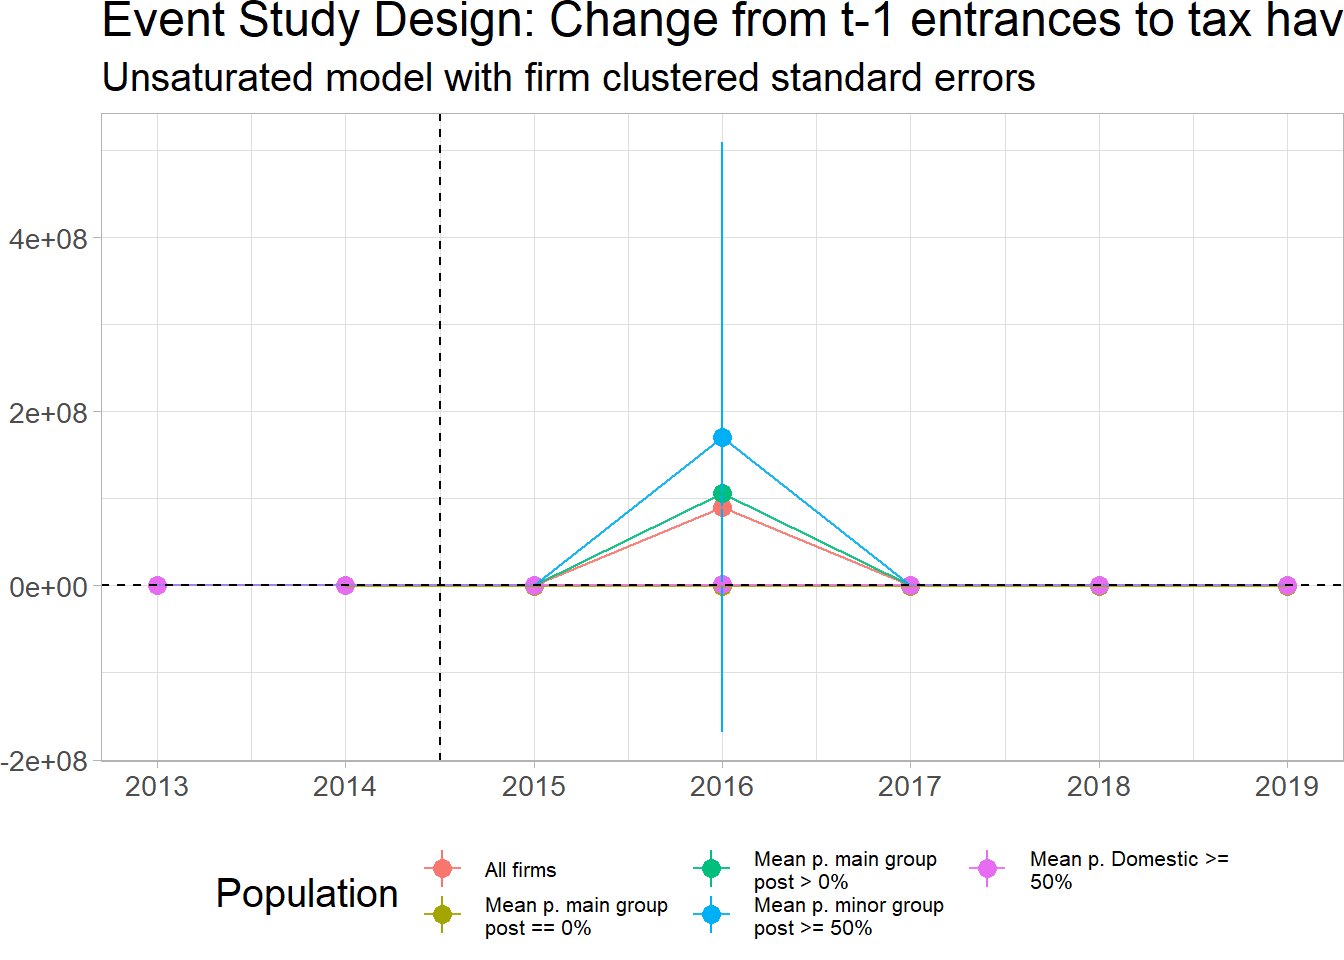 Event Study Design: Change from t-1 entrances to tax hav
Unsaturated model with firm clustered standard errors
4e+08
2e+08
0e+00
-2e+08
2013 2014 2015 2016 2017 2018 2019
Population
All firms
Mean p. main group
post == 0%
Mean p. main group
post > 0%
Mean p. minor group
post >= 50%
Mean p. Domestic >=
50%